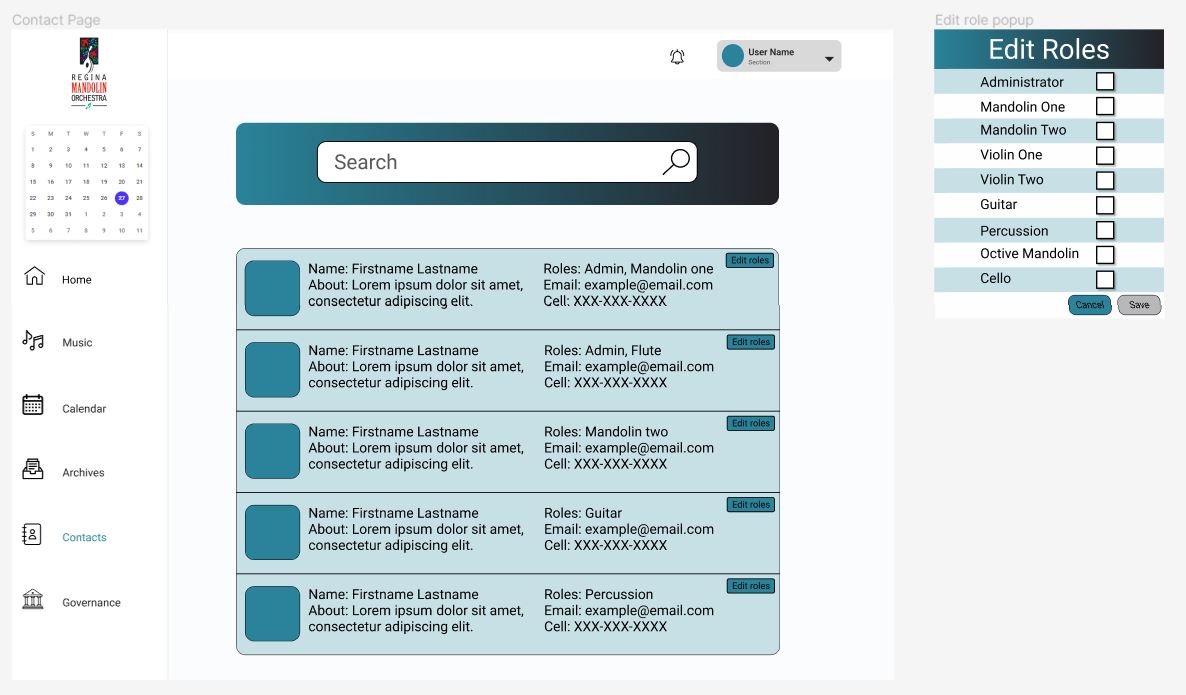 Contact Page
REGINA
MANDOLIN
ORCHESTRA
S M T W T F S
1 2 3 4 5 6 7
8 9 10 11 12 13 14
15 16 17 18 19 20 21
22 23 24 25 26 27 28
29 30 31 1 2 3 4
5 6 7 8 9 10 11
Home
Music
Calendar
Archives
Contacts
Governance
User Name
Section
Search
Name: Firstname Lastname
About: Lorem ipsum dolor sit amet,
consectetur adipiscing elit.
Roles: Admin, Mandolin one
Email: example@email.com
Cell: XXX-XXX-XXXX
Edit roles
Name: Firstname Lastname
About: Lorem ipsum dolor sit amet,
consectetur adipiscing elit.
Roles: Admin, Flute
Email: example@email.com
Cell: XXX-XXX-XXXX
Edit roles
Name: Firstname Lastname
About: Lorem ipsum dolor sit amet,
consectetur adipiscing elit.
Roles: Mandolin two
Email: example@email.com
Cell: XXX-XXX-XXXX
Edit roles
Name: Firstname Lastname
About: Lorem ipsum dolor sit amet,
consectetur adipiscing elit.
Roles: Guitar
Email: example@email.com
Cell: XXX-XXX-XXXX
Edit roles
Name: Firstname Lastname
About: Lorem ipsum dolor sit amet,
consectetur adipiscing elit.
Roles: Percussion
Email: example@email.com
Cell: XXX-XXX-XXXX
Edit roles
Edit role popup
Edit Roles
Administrator
Mandolin One
Mandolin Two
Violin One
Violin Two
Guitar
Percussion
Octive Mandolin
Cello
Cancel
Save